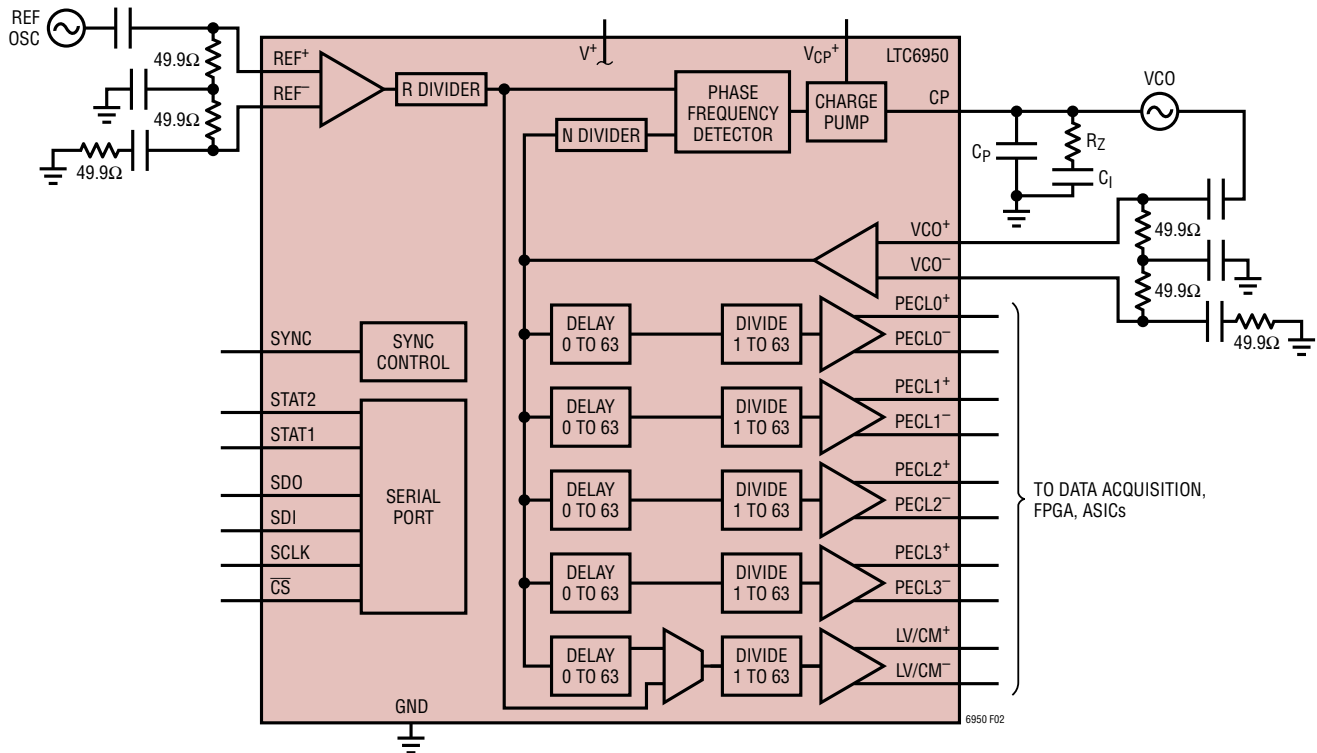 REF
OSC
49.9Ω
49.9Ω
49.9Ω
REF⁺
REF⁻
R DIVIDER
V⁺
V_CP⁺
LTC6950
PHASE
FREQUENCY
DETECTOR
CHARGE
PUMP
CP
N DIVIDER
VCO
C_P
R_Z
C_I
VCO⁺
VCO⁻
49.9Ω
49.9Ω
49.9Ω
SYNC
SYNC
CONTROL
STAT2
STAT1
SDO
SDI
SCLK
C̅S̅
SERIAL
PORT
DELAY
0 TO 63
DIVIDE
1 TO 63
PECL0⁺
PECL0⁻
DELAY
0 TO 63
DIVIDE
1 TO 63
PECL1⁺
PECL1⁻
DELAY
0 TO 63
DIVIDE
1 TO 63
PECL2⁺
PECL2⁻
DELAY
0 TO 63
DIVIDE
1 TO 63
PECL3⁺
PECL3⁻
DELAY
0 TO 63
DIVIDE
1 TO 63
LV/CM⁺
LV/CM⁻
TO DATA ACQUISITION,
FPGA, ASICs
GND
6950 F02